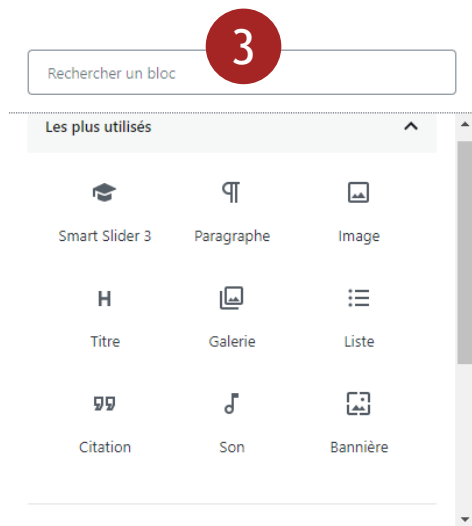 3
Rechercher un bloc
Les plus utilisés
Smart Slider 3 Paragraphe Image
Titre Galerie Liste
Citation Son Bannière